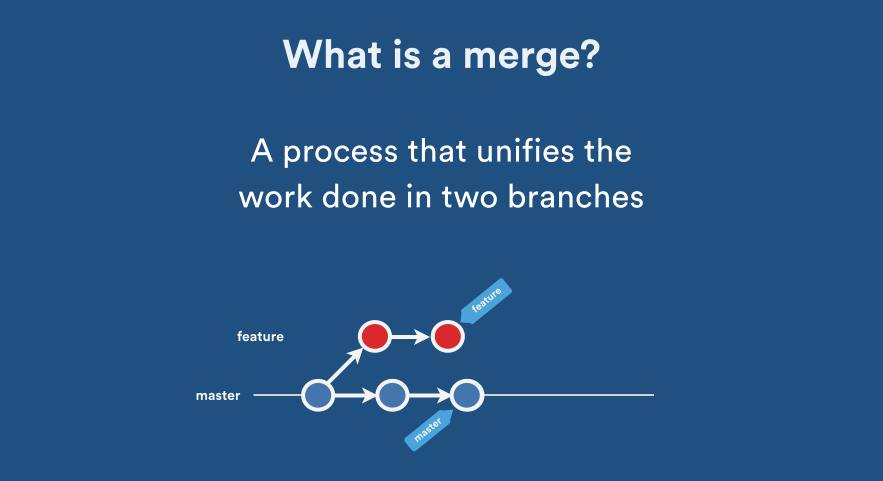 What is a merge?
A process that unifies the
work done in two branches
feature
feature
master
master